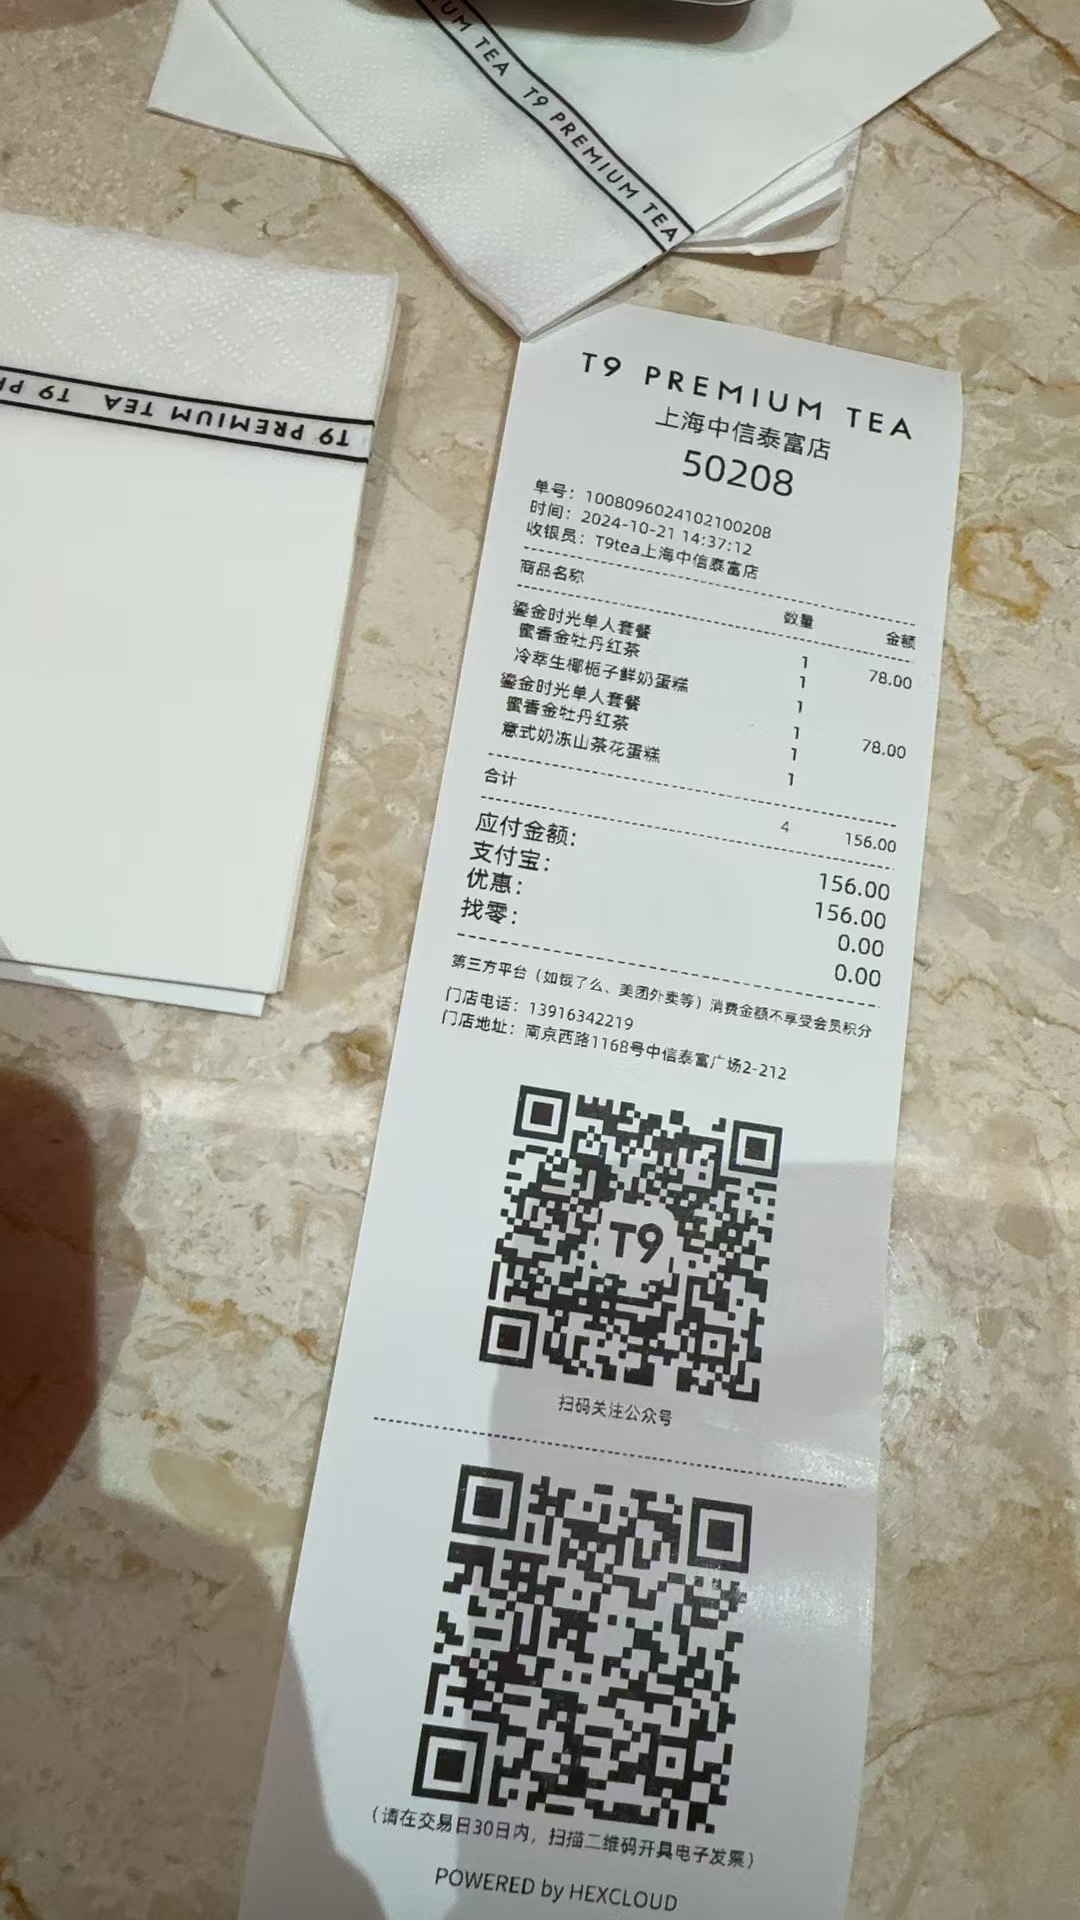 UM TEA T9 PREMIUM TEA
T9 PREMIUM TEA T9 PR
T9 PREMIUM TEA
上海中信泰富店
50208
单号：1008096024102100208
时间：2024-10-21 14:37:12
收银员：T9tea上海中信泰富店
商品名称 数量 金额
鎏金时光单人套餐 1 78.00
蜜香金牡丹红茶 1
冷萃生椰栀子鲜奶蛋糕 1
鎏金时光单人套餐 1 78.00
蜜香金牡丹红茶 1
意式奶冻山茶花蛋糕 1
合计 4 156.00
应付金额： 156.00
支付宝： 156.00
优惠： 0.00
找零： 0.00
第三方平台（如饿了么、美团外卖等）消费金额不享受会员积分
门店电话：13916342219
门店地址：南京西路1168号中信泰富广场2-212
T9
扫码关注公众号
（请在交易日30日内，扫描二维码开具电子发票）
POWERED by HEXCLOUD